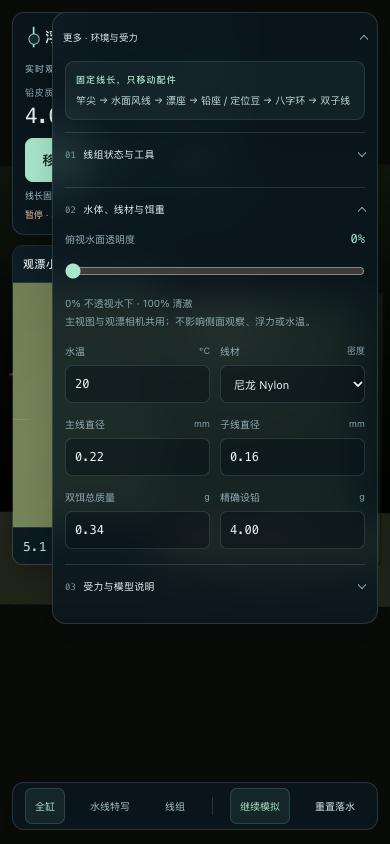 更多 · 环境与受力
固定线长，只移动配件
竿尖 → 水面风线 → 漂座 → 铅座 / 定位豆 → 八字环 → 双子线
实时观
铅皮质
4.0
线长固
暂停 ·
观漂小
01 线组状态与工具
02 水体、线材与饵重
俯视水面透明度 0%
0% 不透视水下 · 100% 清澈
主视图与观漂相机共用；不影响侧面观察、浮力或水温。
水温 °C 线材 密度
20 尼龙 Nylon
主线直径 mm 子线直径 mm
0.22 0.16
双饵总质量 g 精确设铅 g
0.34 4.00
5.1
03 受力与模型说明
全缸 水线特写 线组 继续模拟 重置落水